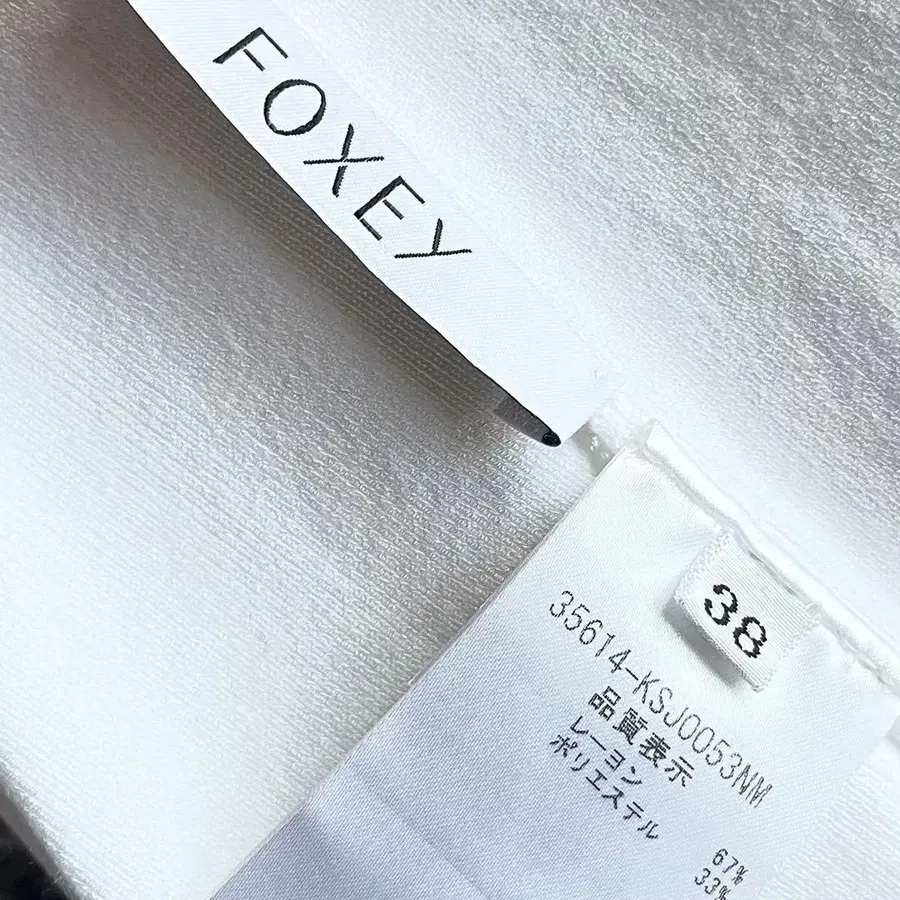 FOXEY
38
35614-KSJ0053NM
品質表示
レーヨン 67%
ポリエステル 33%